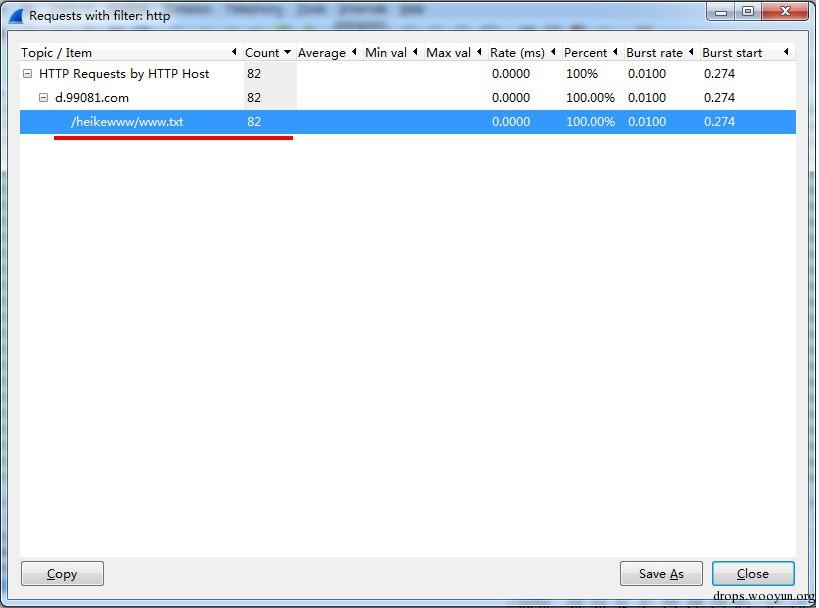 Requests with filter: http
Topic / Item Count Average Min val Max val Rate (ms) Percent Burst rate Burst start
HTTP Requests by HTTP Host 82 0.0000 100% 0.0100 0.274
d.99081.com 82 0.0000 100.00% 0.0100 0.274
/heikewww/www.txt 82 0.0000 100.00% 0.0100 0.274
Copy Save As Close
drops.wooyun.org